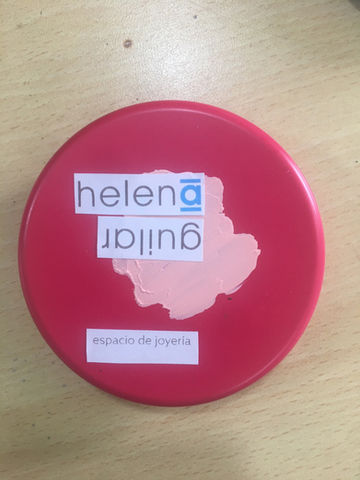 helena
guilar
espacio de joyería